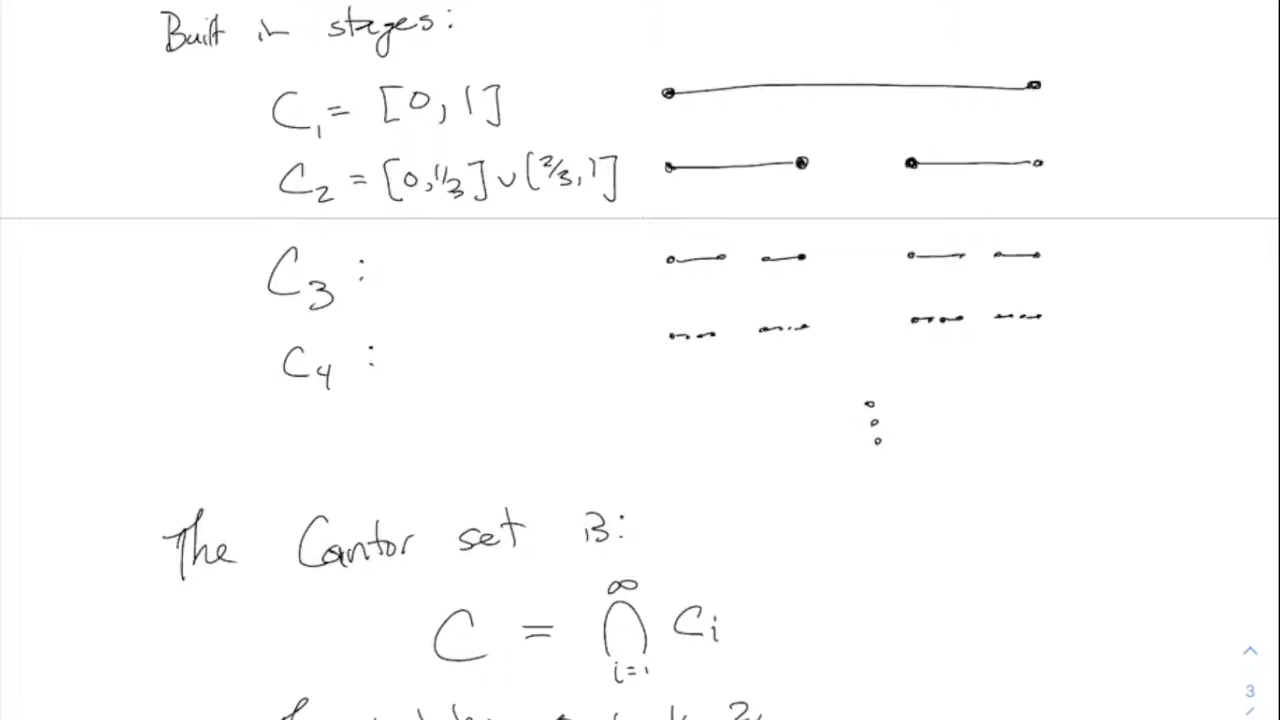 Built in stages:
C₁ = [0, 1]
C₂ = [0, 1/3] ∪ [2/3, 1]
C₃ :
C₄ :
The Cantor set is:
∞
C = ⋂ Cᵢ
i=1
3